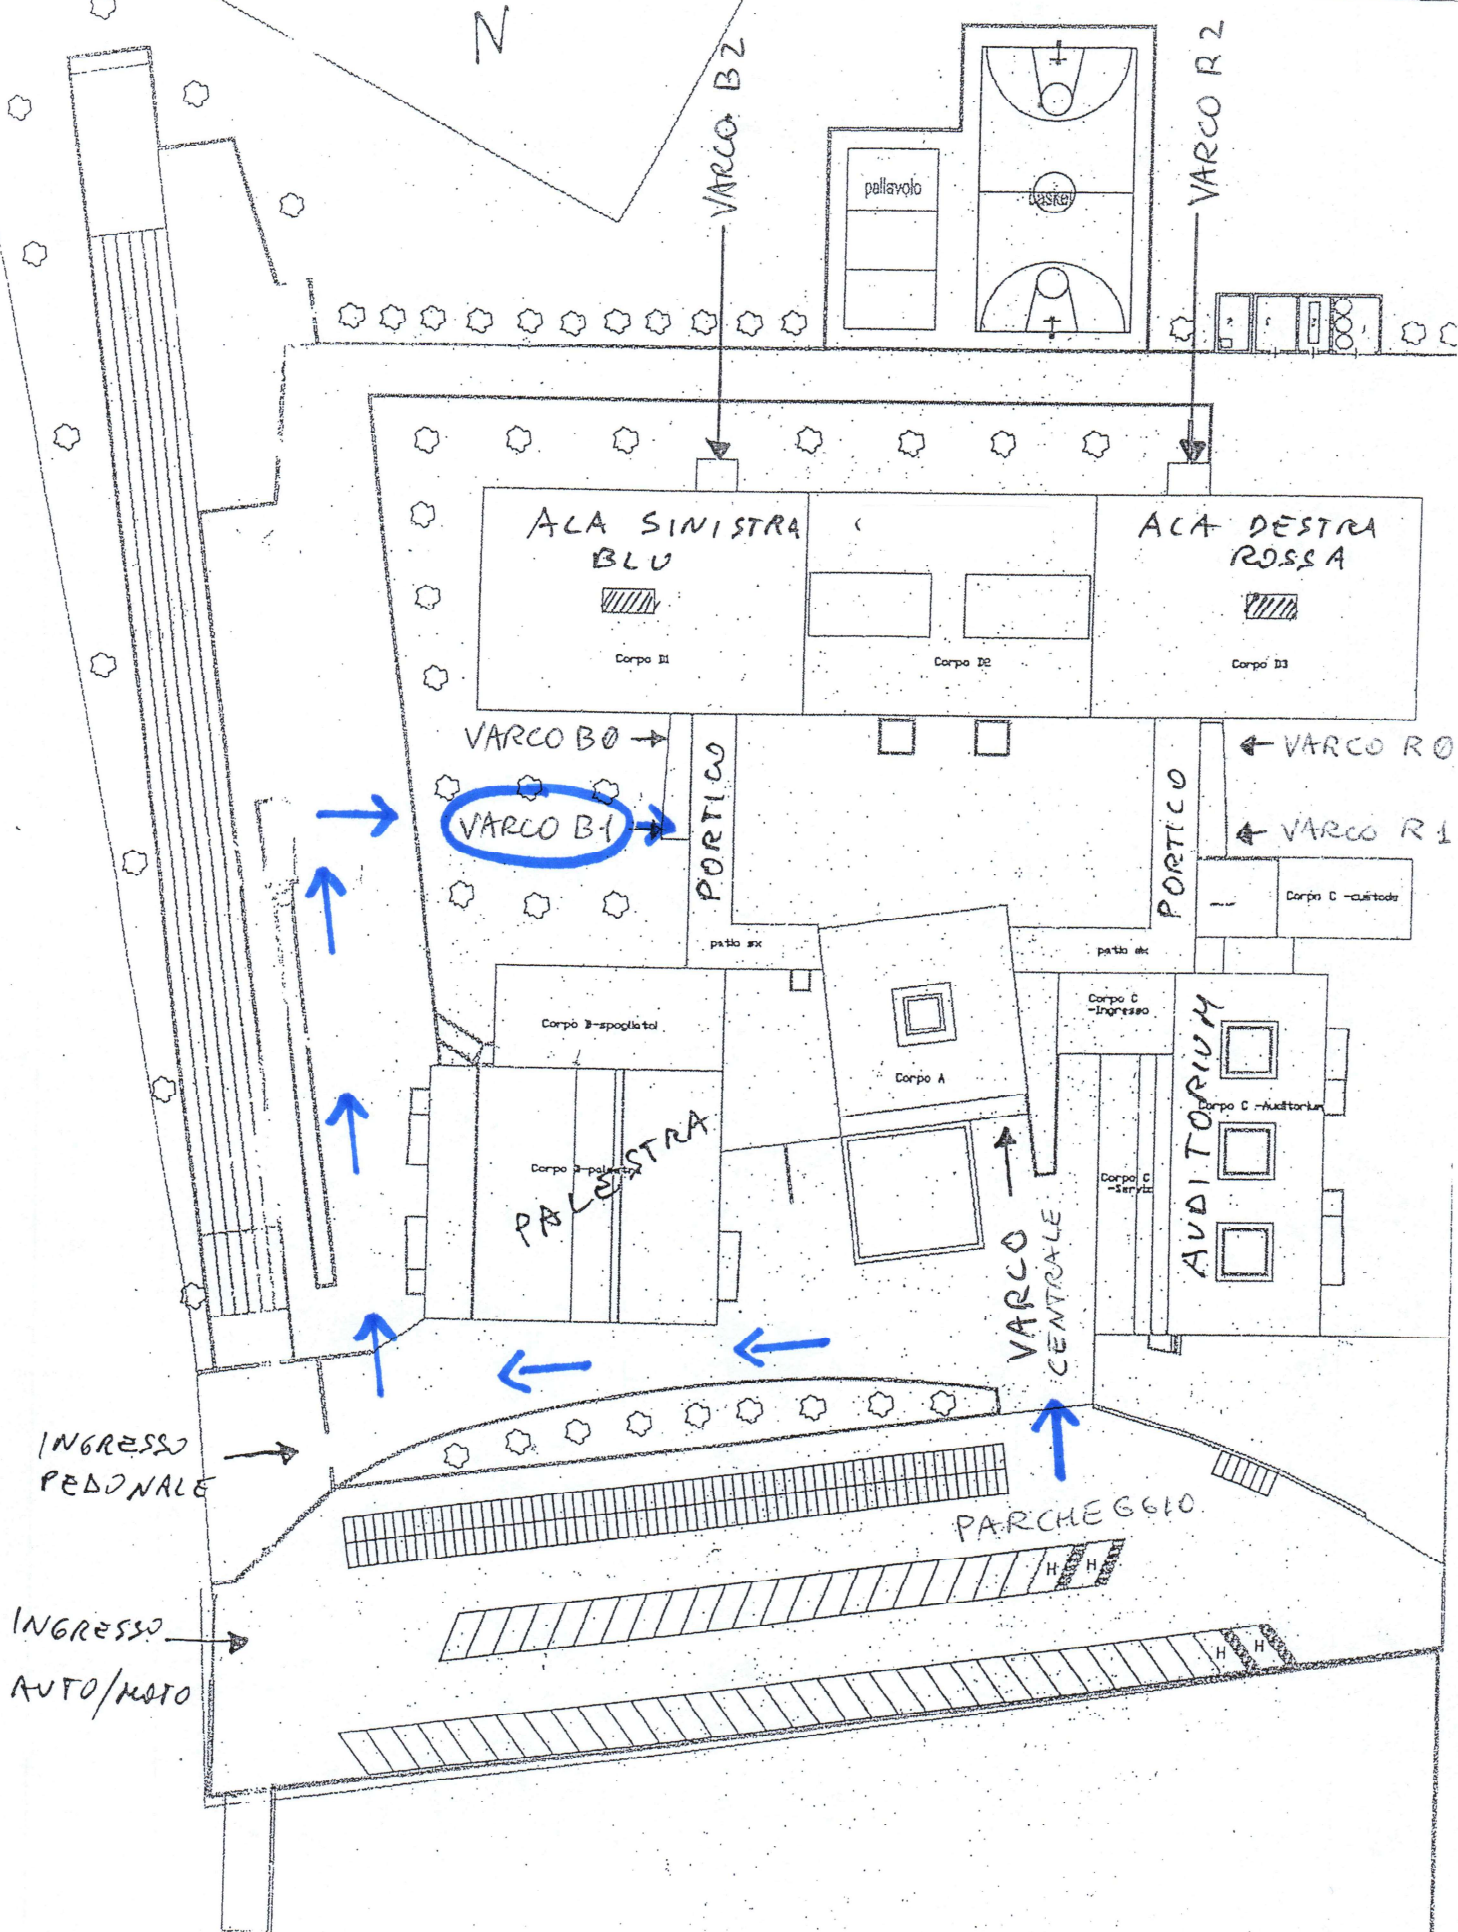 N
VARCO B2
VARCO R2
pallavolo
basket
ALA SINISTRA
BLU
ALA DESTRA
ROSSA
Corpo D1
Corpo D2
Corpo D3
VARCO B0
VARCO R0
VARCO B1
VARCO R1
PORTICO
PORTICO
Corpo C -custode
patio sx
patio dx
Corpo B-spogliatoi
Corpo C
-Ingresso
Corpo A
AUDITORIUM
Corpo C -Auditorium
Corpo B-palestra
PALESTRA
Corpo C
-Servizi
VARCO
CENTRALE
INGRESSO
PEDONALE
PARCHEGGIO
H H
INGRESSO
AUTO/MOTO
H H